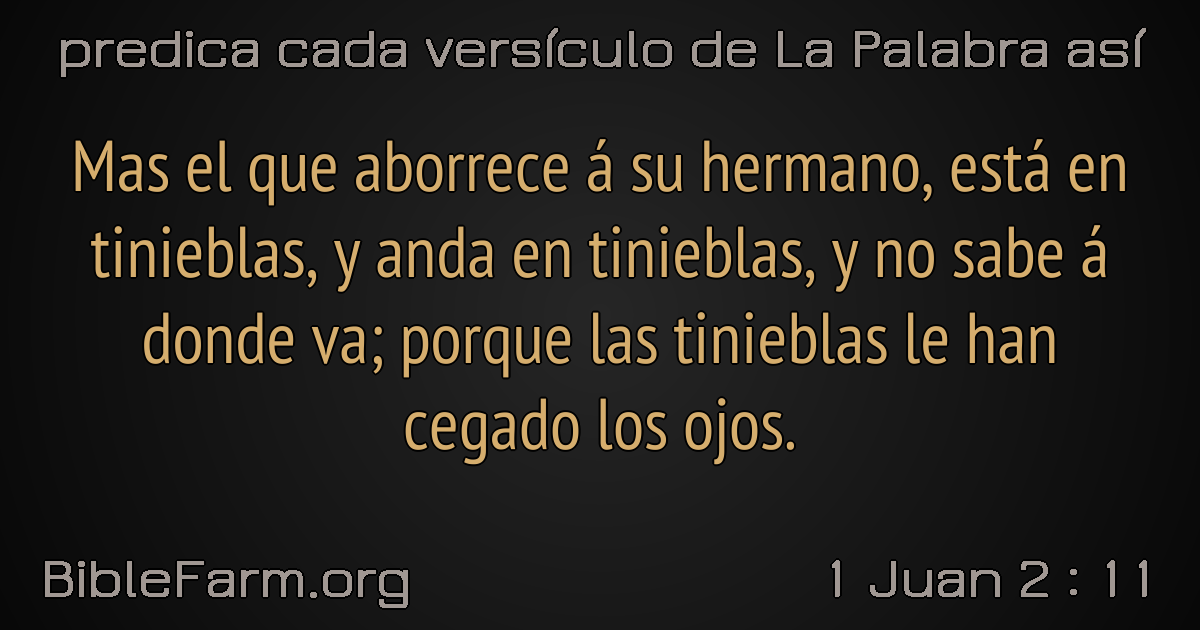 predica cada versículo de La Palabra así
Mas el que aborrece á su hermano, está en
tinieblas, y anda en tinieblas, y no sabe á
donde va; porque las tinieblas le han
cegado los ojos.
BibleFarm.org
1 Juan 2 : 11